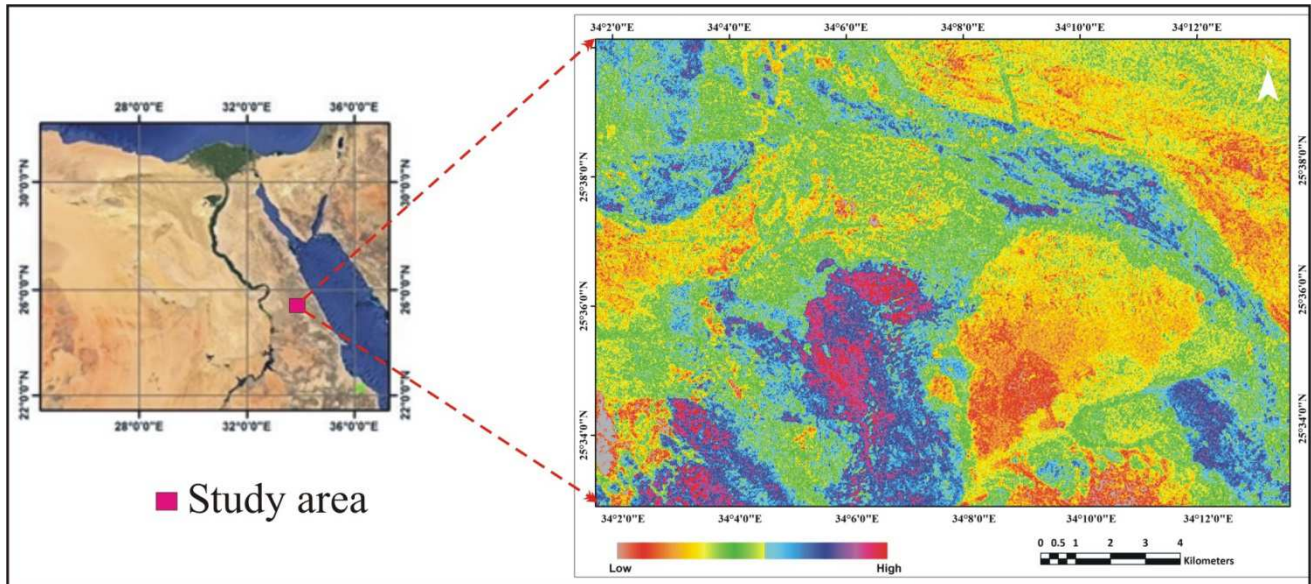 34°2'0"E 34°4'0"E 34°6'0"E 34°8'0"E 34°10'0"E 34°12'0"E
28°0'0"E 32°0'0"E 36°0'0"E
30°0'0"N 30°0'0"N
26°0'0"N 26°0'0"N
22°0'0"N 22°0'0"N
28°0'0"E 32°0'0"E 36°0'0"E
Study area
25°38'0"N 25°38'0"N
25°36'0"N 25°36'0"N
25°34'0"N 25°34'0"N
34°2'0"E 34°4'0"E 34°6'0"E 34°8'0"E 34°10'0"E 34°12'0"E
Low High
0 0.5 1 2 3 4
Kilometers